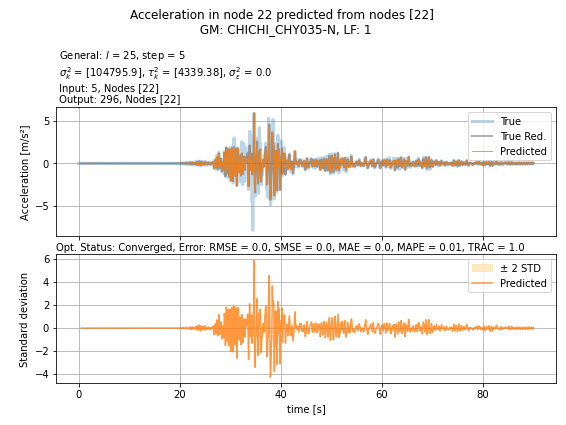 Acceleration in node 22 predicted from nodes [22]
GM: CHICHI_CHY035-N, LF: 1
General: l = 25, step = 5
σ²ₖ = [104795.9], τ²ₖ = [4339.38], σ²ε = 0.0
Input: 5, Nodes [22]
Output: 296, Nodes [22]
Acceleration [m/s²]
5
0
−5
True
True Red.
Predicted
Opt. Status: Converged, Error: RMSE = 0.0, SMSE = 0.0, MAE = 0.0, MAPE = 0.01, TRAC = 1.0
Standard deviation
6
4
2
0
−2
−4
± 2 STD
Predicted
0 20 40 60 80
time [s]